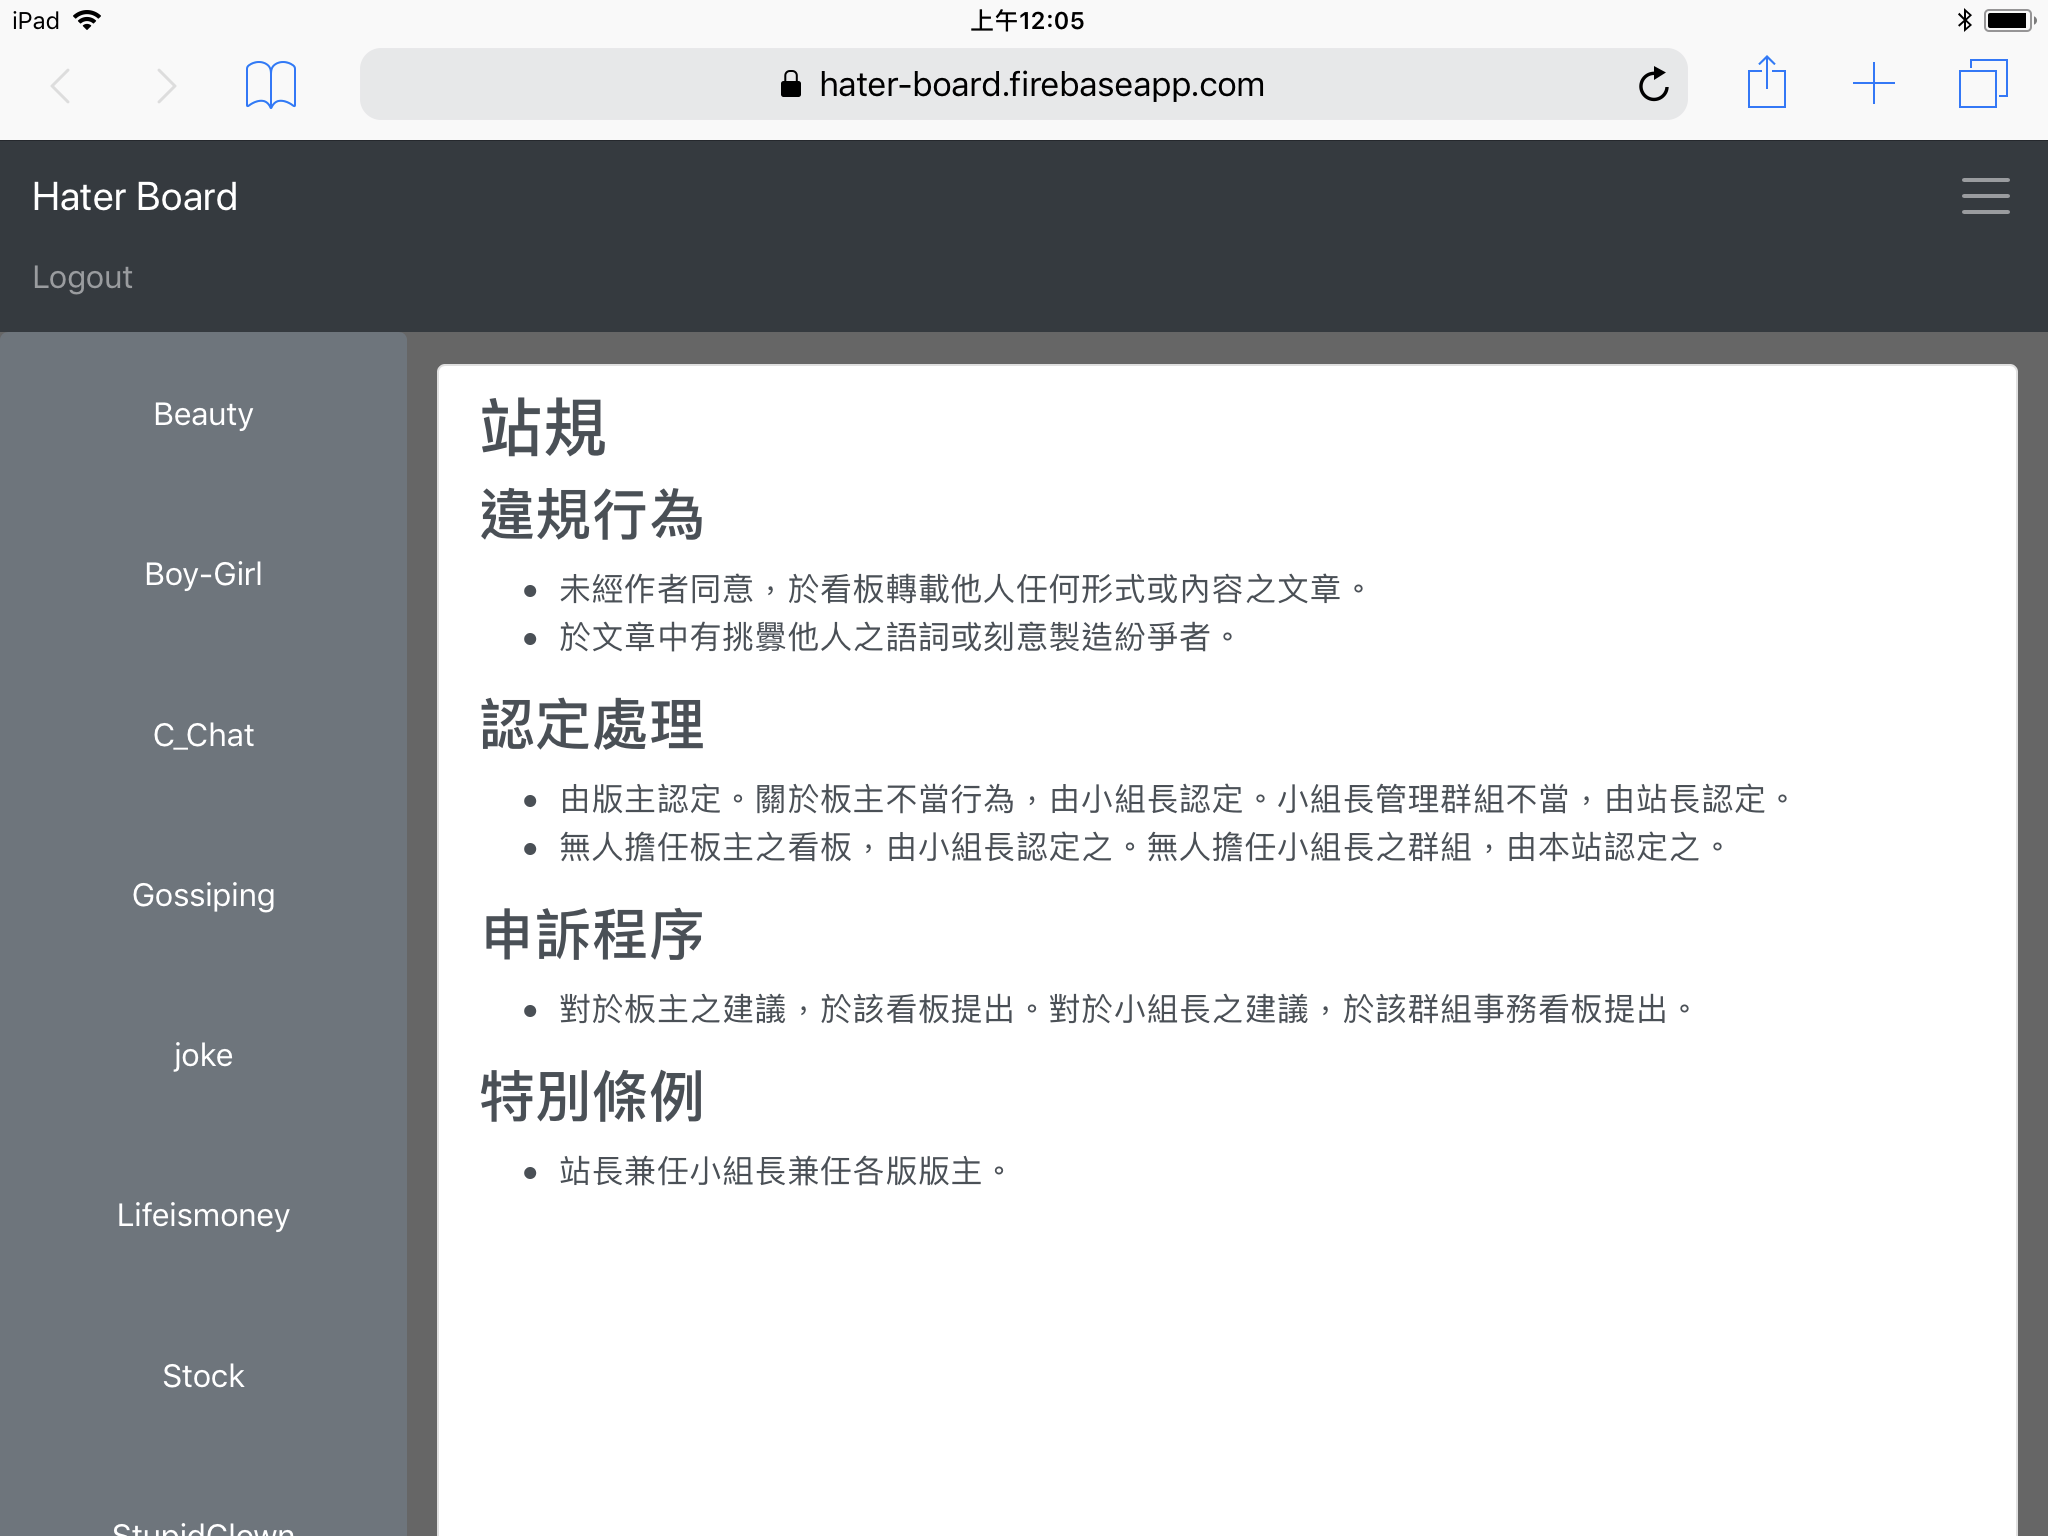 iPad
上午12:05
hater-board.firebaseapp.com
Hater Board
Logout
Beauty
Boy-Girl
C_Chat
Gossiping
joke
Lifeismoney
Stock
StupidClown
站規
違規行為
未經作者同意，於看板轉載他人任何形式或內容之文章。
於文章中有挑釁他人之語詞或刻意製造紛爭者。
認定處理
由版主認定。關於板主不當行為，由小組長認定。小組長管理群組不當，由站長認定。
無人擔任板主之看板，由小組長認定之。無人擔任小組長之群組，由本站認定之。
申訴程序
對於板主之建議，於該看板提出。對於小組長之建議，於該群組事務看板提出。
特別條例
站長兼任小組長兼任各版版主。